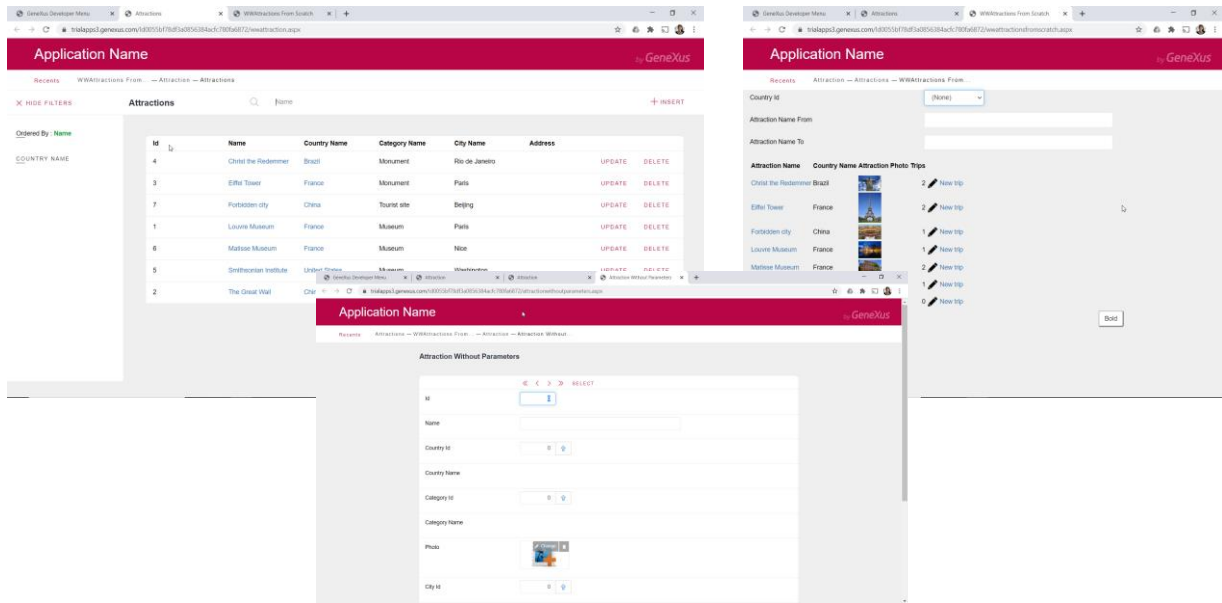 GeneXus Developer Menu
Attractions
WWAttractions From Scratch
trialapps3.genexus.com/Id0055bf78df3a0856384acfc780fa6872/wwattraction.aspx
Application Name
by GeneXus
Recents WWAttractions From... — Attraction — Attractions
HIDE FILTERS
Attractions
Name
INSERT
Ordered By : Name
COUNTRY NAME
Id Name Country Name Category Name City Name Address
4 Christ the Redemmer Brazil Monument Rio de Janeiro UPDATE DELETE
3 Eiffel Tower France Monument Paris UPDATE DELETE
7 Forbidden city China Tourist site Beijing UPDATE DELETE
1 Louvre Museum France Museum Paris UPDATE DELETE
6 Matisse Museum France Museum Nice UPDATE DELETE
5 Smithsonian Institute United States Museum Washington UPDATE DELETE
2 The Great Wall
GeneXus Developer Menu
Attractions
WWAttractions From Scratch
trialapps3.genexus.com/Id0055bf78df3a0856384acfc780fa6872/wwattractionsfromscratch.aspx
Application Name
by GeneXus
Recents Attraction — Attractions — WWAttractions From...
Country Id (None)
Attraction Name From
Attraction Name To
Attraction Name Country Name Attraction Photo Trips
Christ the Redemmer Brazil 2 New trip
Eiffel Tower France 2 New trip
Forbidden city China 1 New trip
Louvre Museum France 1 New trip
Matisse Museum France 2 New trip
1 New trip
0 New trip
Bold
GeneXus Developer Menu
Attraction
Attraction
Attraction Without Parameters
trialapps3.genexus.com/Id0055bf78df3a0856384acfc780fa6872/attractionwithoutparameters.aspx
Application Name
by GeneXus
Recents Attractions — WWAttractions From... — Attraction — Attraction Without...
Attraction Without Parameters
SELECT
Id
Name
Country Id 0
Country Name
Category Id 0
Category Name
Photo Change
City Id 0